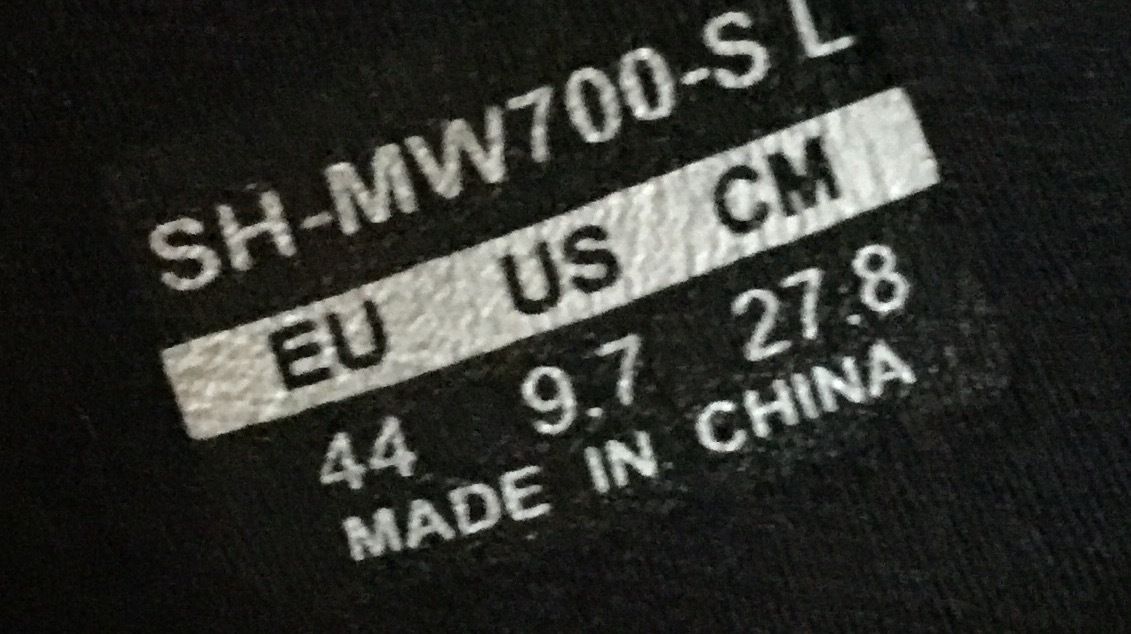 SH-MW700-S L
EU US CM
44 9.7 27.8
MADE IN CHINA